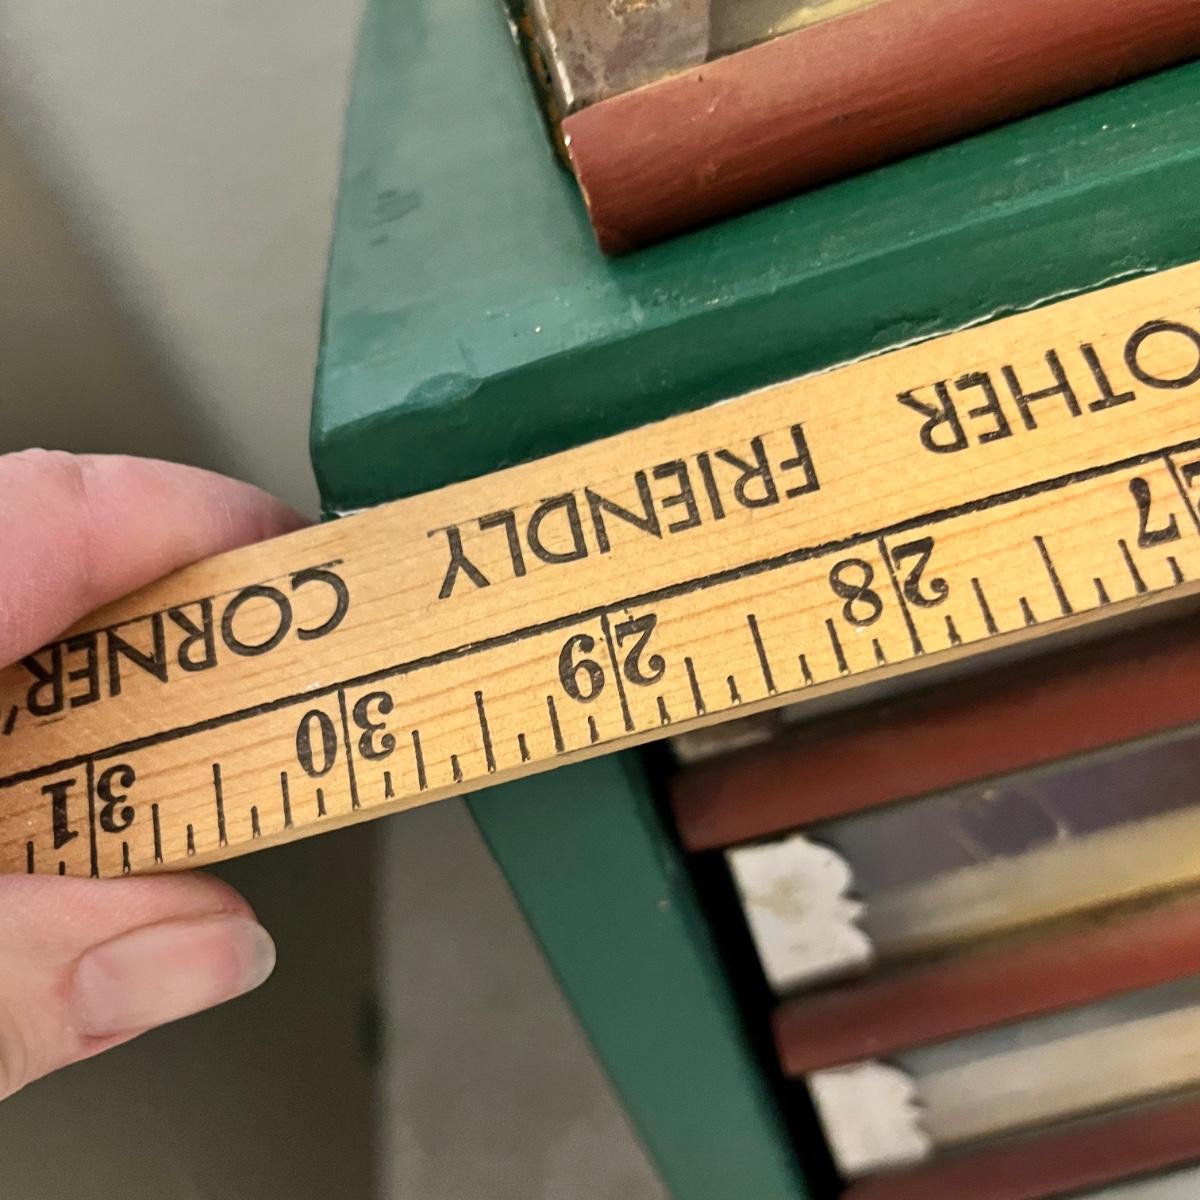 27 28 29 30 31
OTHER FRIENDLY CORNER'